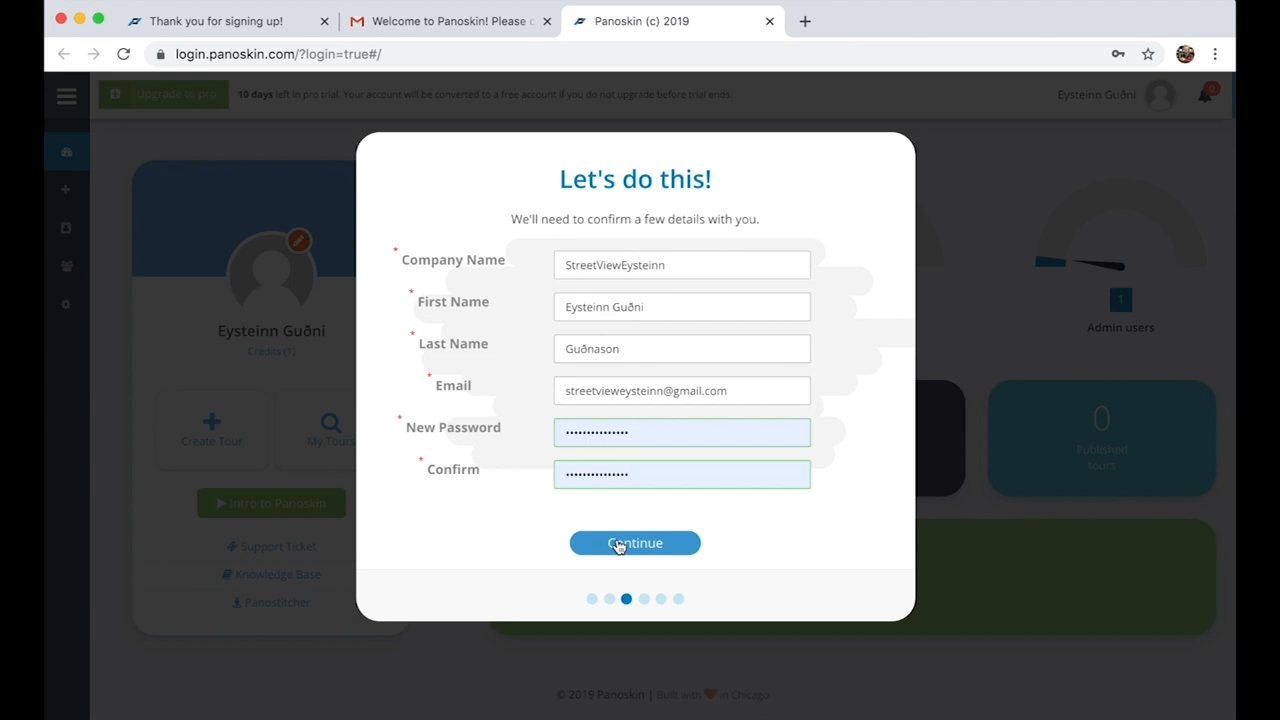 Thank you for signing up!
Welcome to Panoskin! Please c
Panoskin (c) 2019
login.panoskin.com/?login=true#/
Upgrade to pro
10 days left in pro trial. Your account will be converted to a free account if you do not upgrade before trial ends.
Eysteinn Guðni
0
Let's do this!
We'll need to confirm a few details with you.
* Company Name
StreetViewEysteinn
* First Name
Eysteinn Guðni
* Last Name
Guðnason
* Email
streetvieweysteinn@gmail.com
* New Password
•••••••••••••••
* Confirm
•••••••••••••••
Continue
Eysteinn Guðni
Credits (1)
Create Tour
My Tours
Intro to Panoskin
Support Ticket
Knowledge Base
Panostitcher
1
Admin users
0
Published
tours
© 2019 Panoskin | Built with ❤ in Chicago